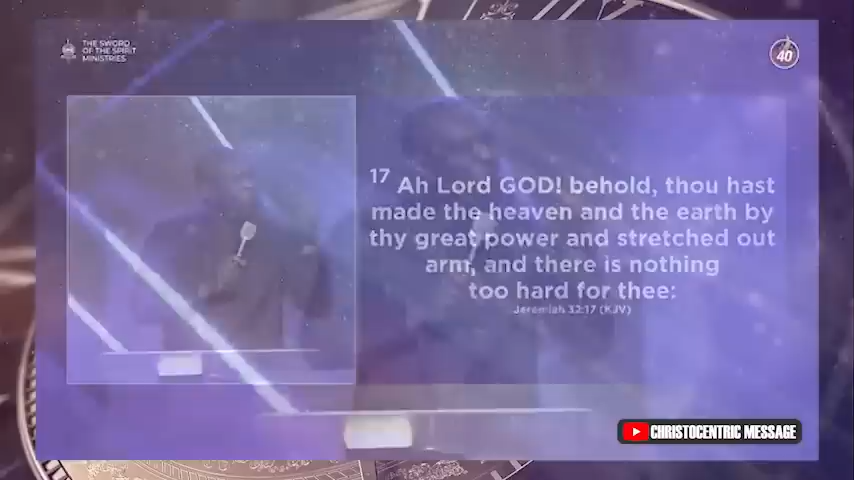 THE SWORD
OF THE SPIRIT
MINISTRIES
40
17 Ah Lord GOD! behold, thou hast
made the heaven and the earth by
thy great power and stretched out
arm, and there is nothing
too hard for thee:
Jeremiah 32:17 (KJV)
CHRISTOCENTRIC MESSAGE